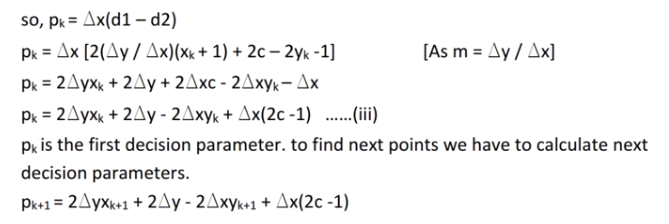 so, pₖ = △x(d1 – d2)
pₖ = △x [2(△y / △x)(xₖ + 1) + 2c – 2yₖ -1] [As m = △y / △x]
pₖ = 2△yxₖ + 2△y + 2△xc - 2△xyₖ – △x
pₖ = 2△yxₖ + 2△y - 2△xyₖ + △x(2c -1) ......(iii)
pₖ is the first decision parameter. to find next points we have to calculate next
decision parameters.
pₖ₊₁ = 2△yxₖ₊₁ + 2△y - 2△xyₖ₊₁ + △x(2c -1)